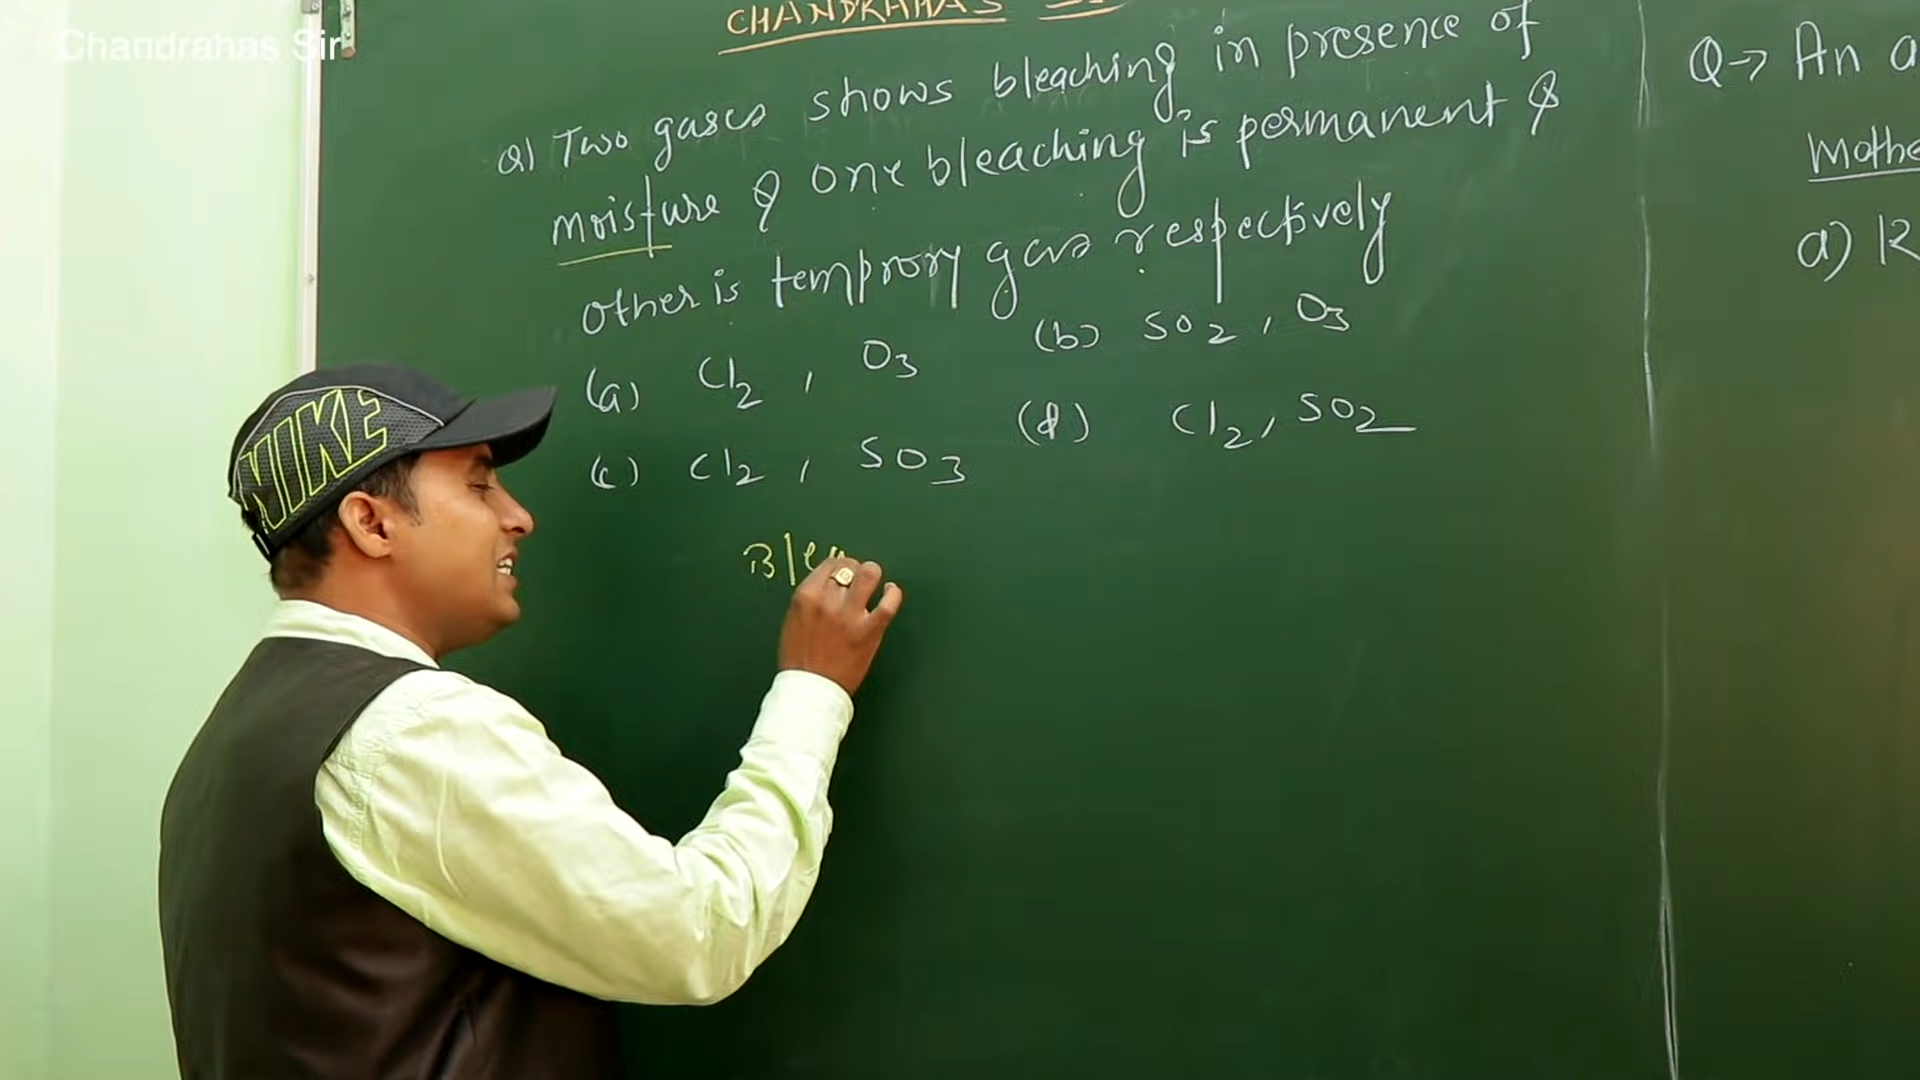 Chandrahas Sir
CHANDRAHAS
Q) Two gases shows bleaching in presence of
moisture & one bleaching is permanent &
other is temprory gas respectively
(a) Cl2 , O3
(b) SO2 , O3
(c) Cl2 , SO3
(d) Cl2 , SO2
NIKE
Q→ An a
Mothe
a) R